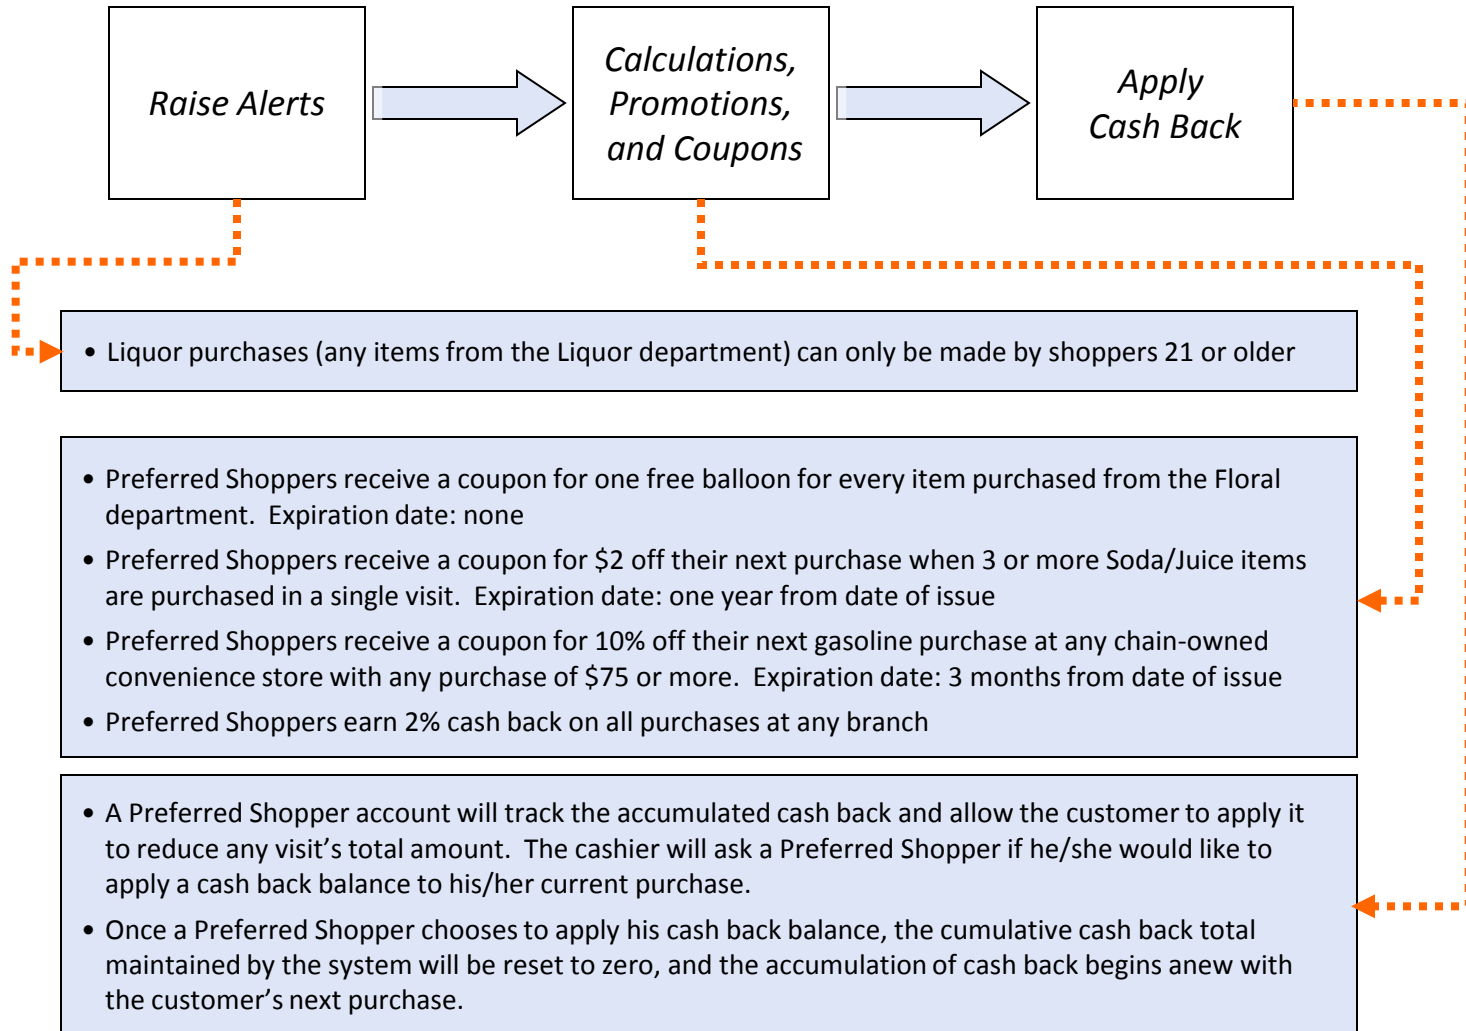 Raise Alerts
Calculations,
Promotions,
and Coupons
Apply
Cash Back
• Liquor purchases (any items from the Liquor department) can only be made by shoppers 21 or older
• Preferred Shoppers receive a coupon for one free balloon for every item purchased from the Floral
department.  Expiration date: none
• Preferred Shoppers receive a coupon for $2 off their next purchase when 3 or more Soda/Juice items
are purchased in a single visit.  Expiration date: one year from date of issue
• Preferred Shoppers receive a coupon for 10% off their next gasoline purchase at any chain-owned
convenience store with any purchase of $75 or more.  Expiration date: 3 months from date of issue
• Preferred Shoppers earn 2% cash back on all purchases at any branch
• A Preferred Shopper account will track the accumulated cash back and allow the customer to apply it
to reduce any visit’s total amount.  The cashier will ask a Preferred Shopper if he/she would like to
apply a cash back balance to his/her current purchase.
• Once a Preferred Shopper chooses to apply his cash back balance, the cumulative cash back total
maintained by the system will be reset to zero, and the accumulation of cash back begins anew with
the customer’s next purchase.